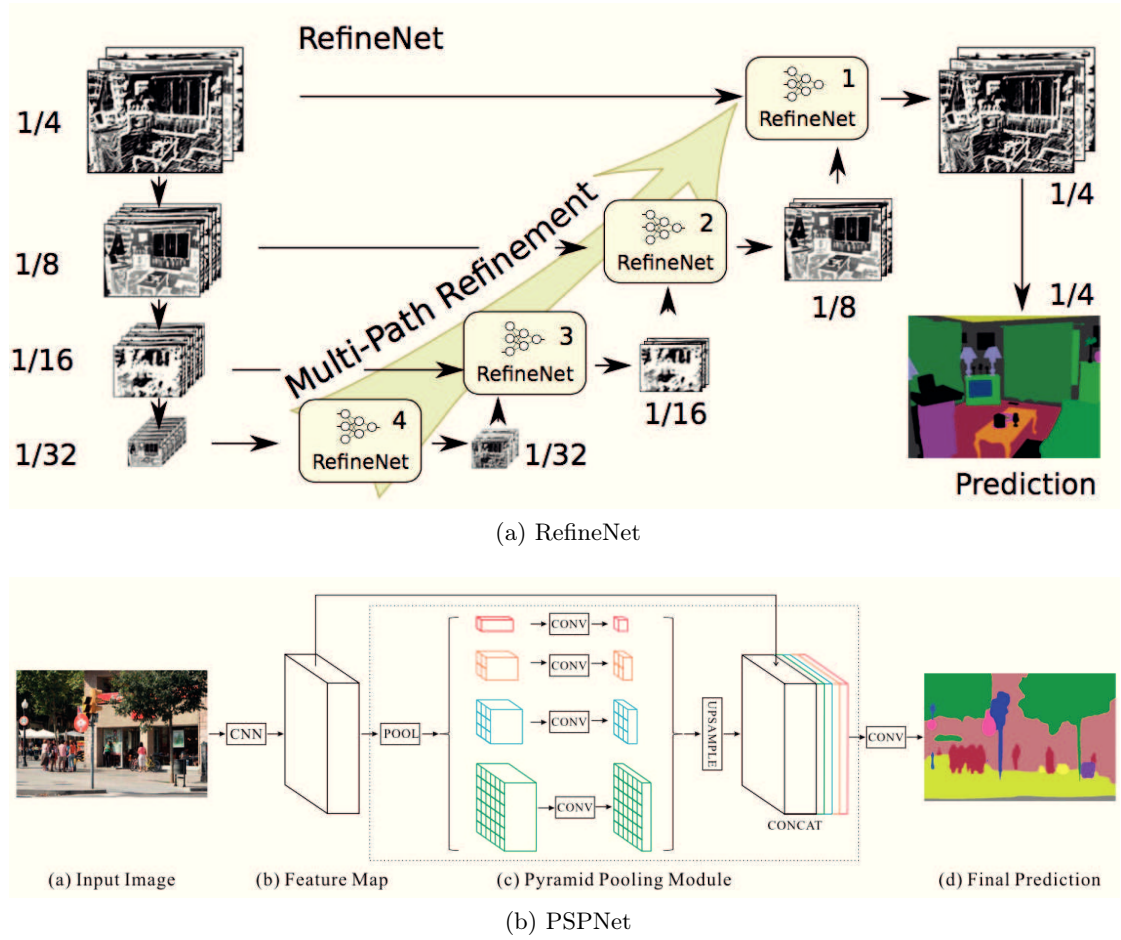 RefineNet
1
RefineNet
1/4
1/4
2
RefineNet
1/8
1/8
1/4
Multi-Path Refinement
3
RefineNet
1/16
1/16
4
RefineNet
1/32
1/32
Prediction
(a) RefineNet
CONV
CONV
CNN
POOL
CONV
UPSAMPLE
CONV
CONV
CONCAT
(a) Input Image
(b) Feature Map
(c) Pyramid Pooling Module
(d) Final Prediction
(b) PSPNet